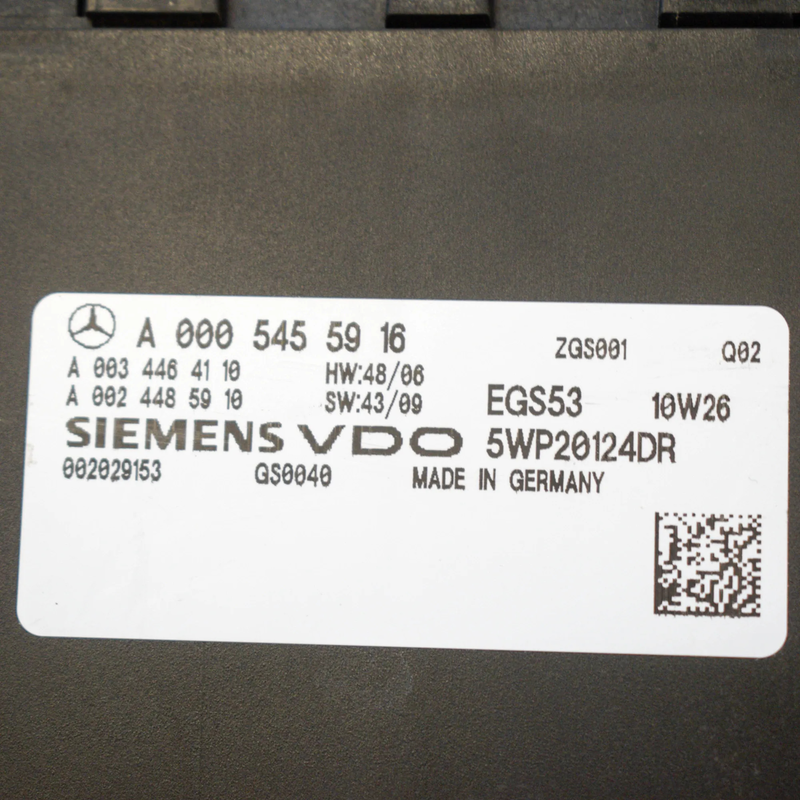 A 000 545 59 16 ZGS001 Q02
A 003 446 41 10 HW:48/06
A 002 448 59 10 SW:43/09 EGS53 10W26
SIEMENS VDO 5WP20124DR
002029153 GS0040 MADE IN GERMANY